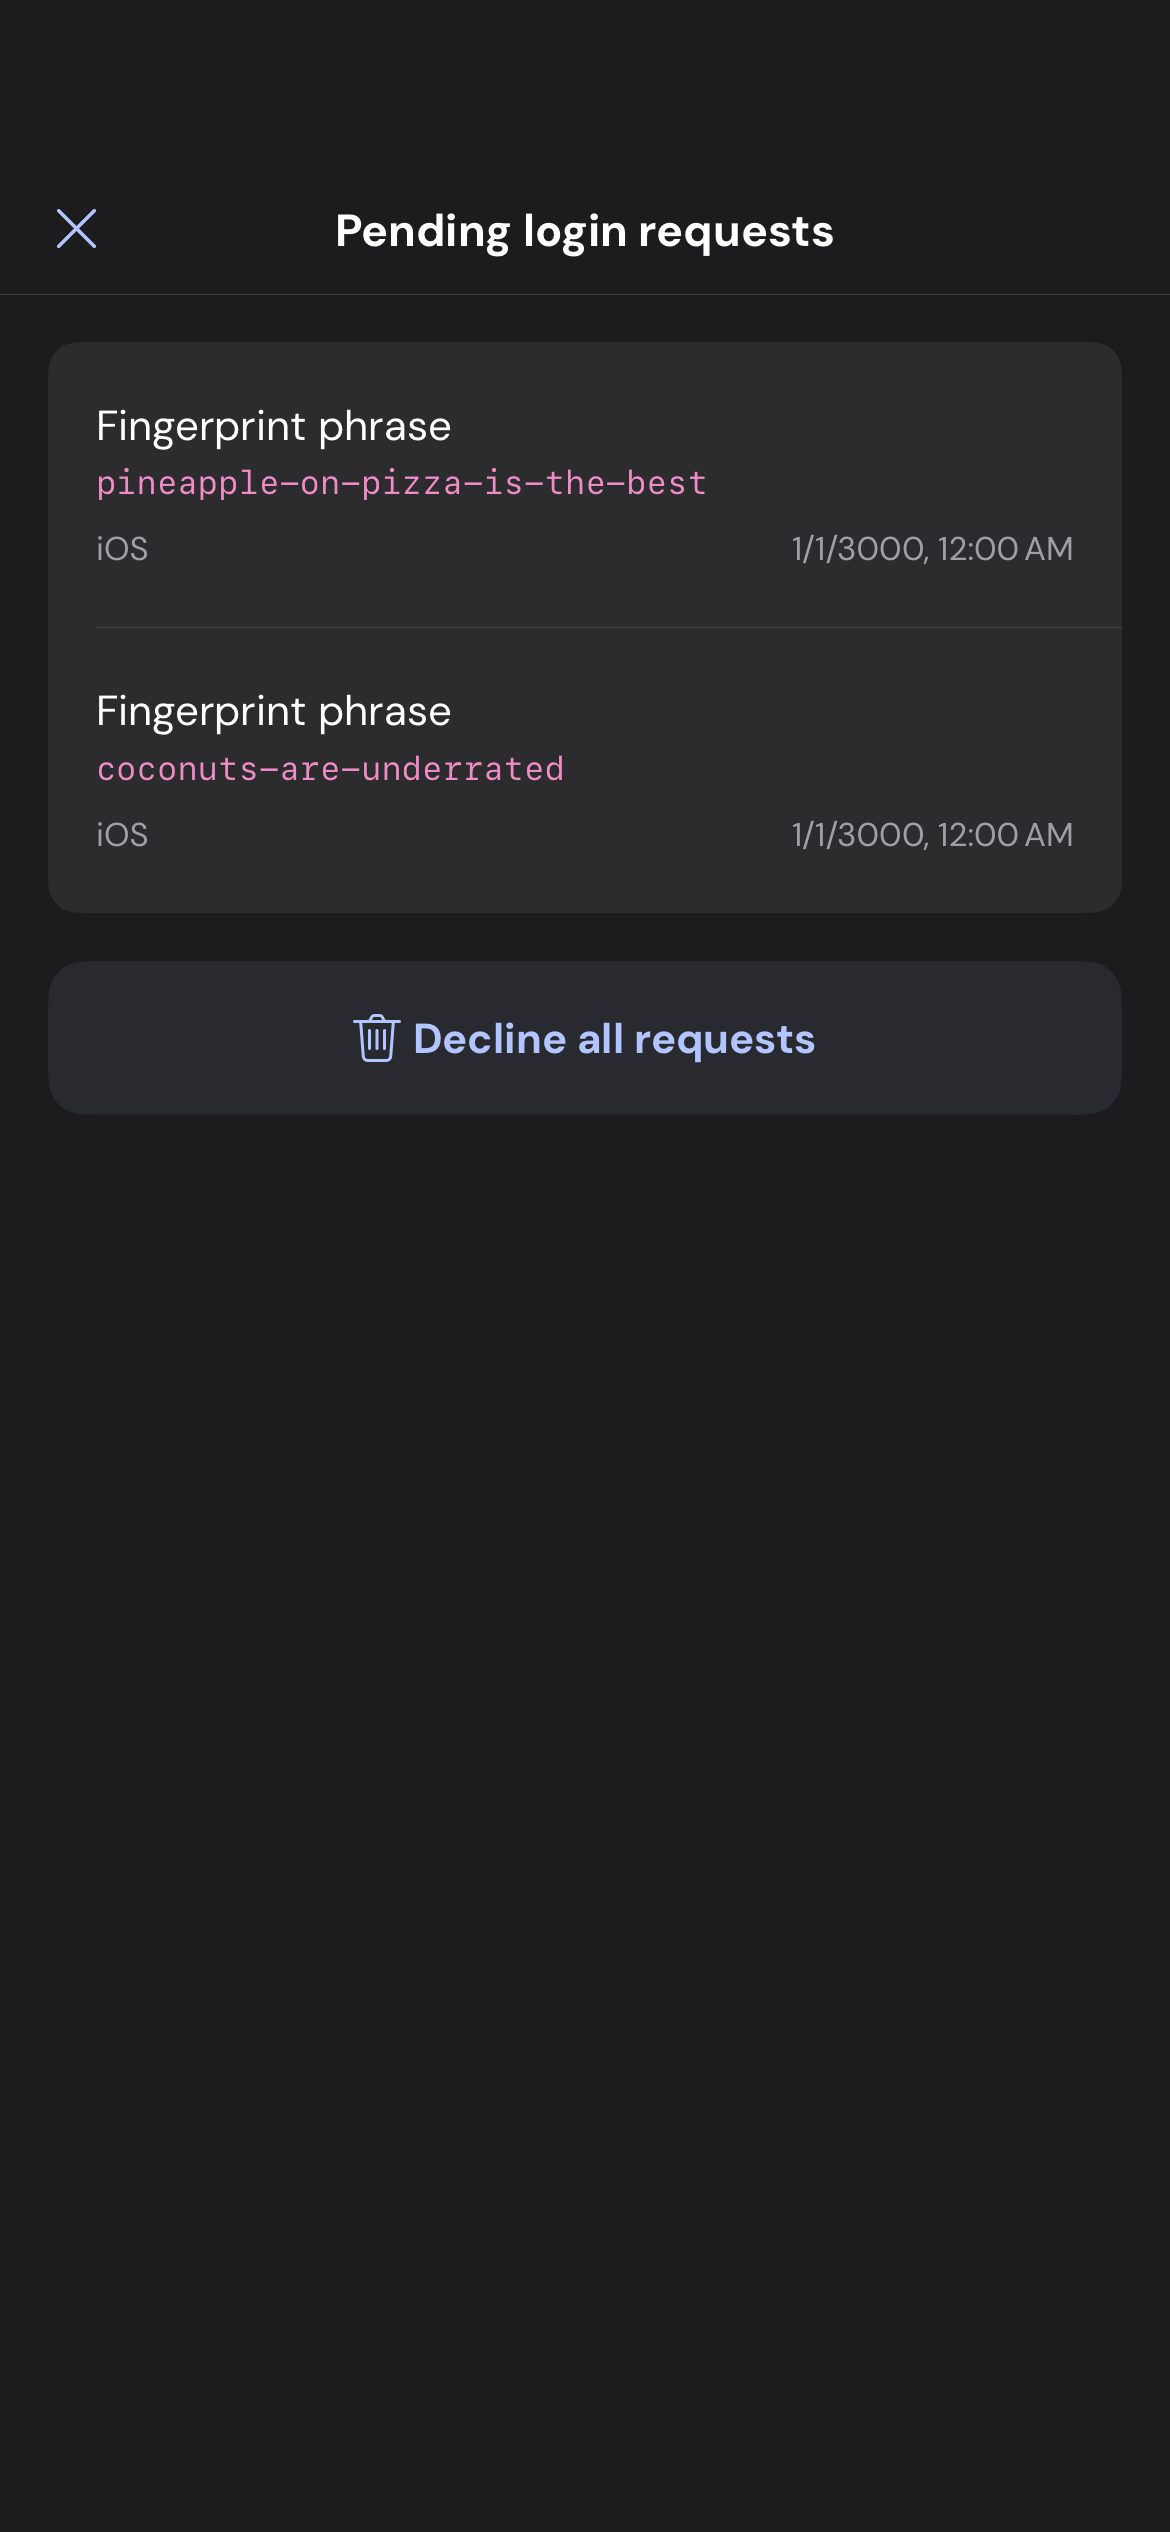 Pending login requests
Fingerprint phrase
pineapple-on-pizza-is-the-best
iOS 1/1/3000, 12:00 AM
Fingerprint phrase
coconuts-are-underrated
iOS 1/1/3000, 12:00 AM
Decline all requests